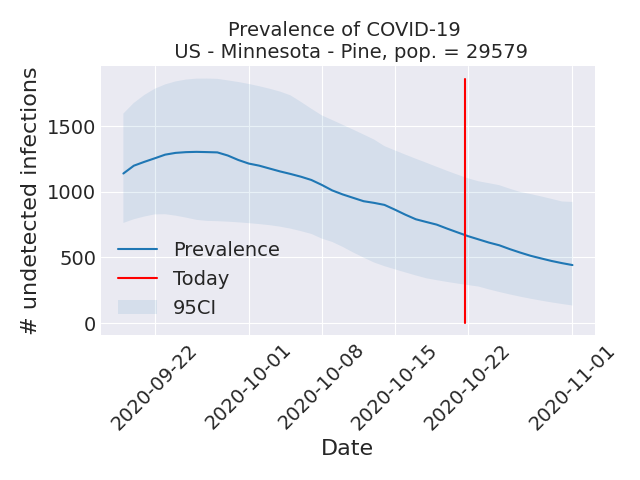 Prevalence of COVID-19
US - Minnesota - Pine, pop. = 29579
# undetected infections
1500
1000
500
0
Prevalence
Today
95CI
2020-09-22
2020-10-01
2020-10-08
2020-10-15
2020-10-22
2020-11-01
Date